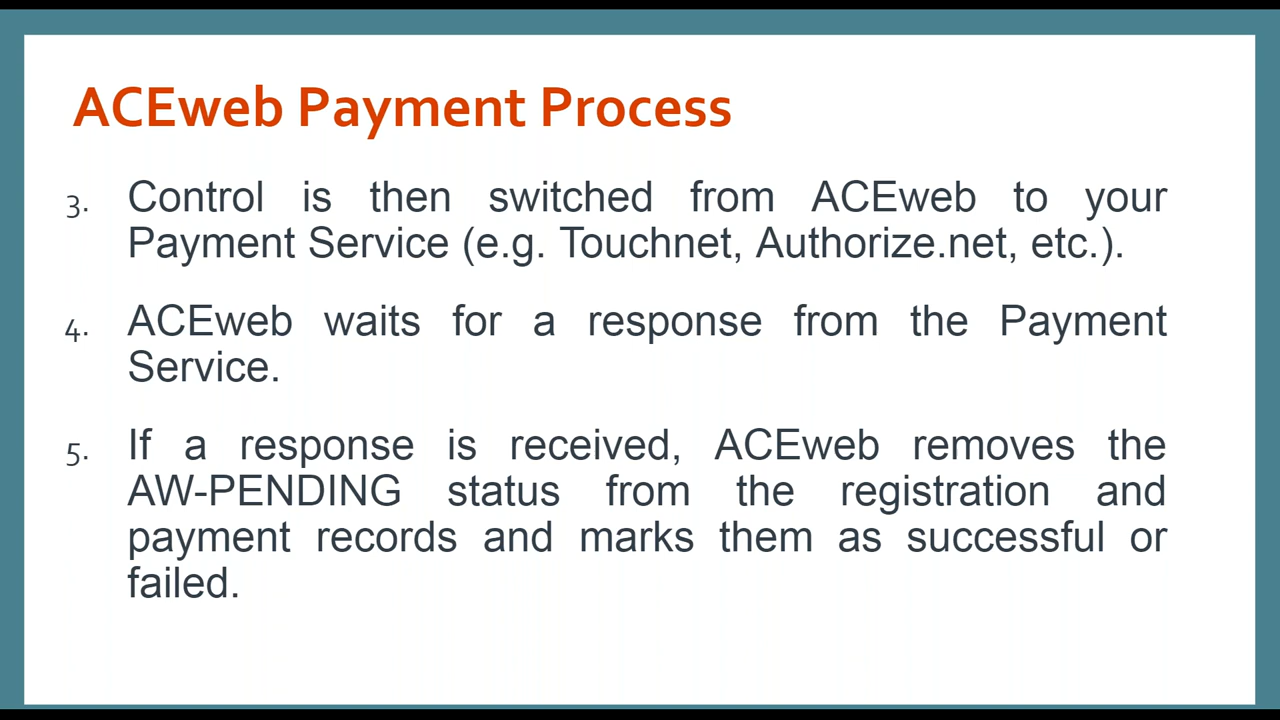 ACEweb Payment Process
3. Control is then switched from ACEweb to your
Payment Service (e.g. Touchnet, Authorize.net, etc.).
4. ACEweb waits for a response from the Payment
Service.
5. If a response is received, ACEweb removes the
AW-PENDING status from the registration and
payment records and marks them as successful or
failed.